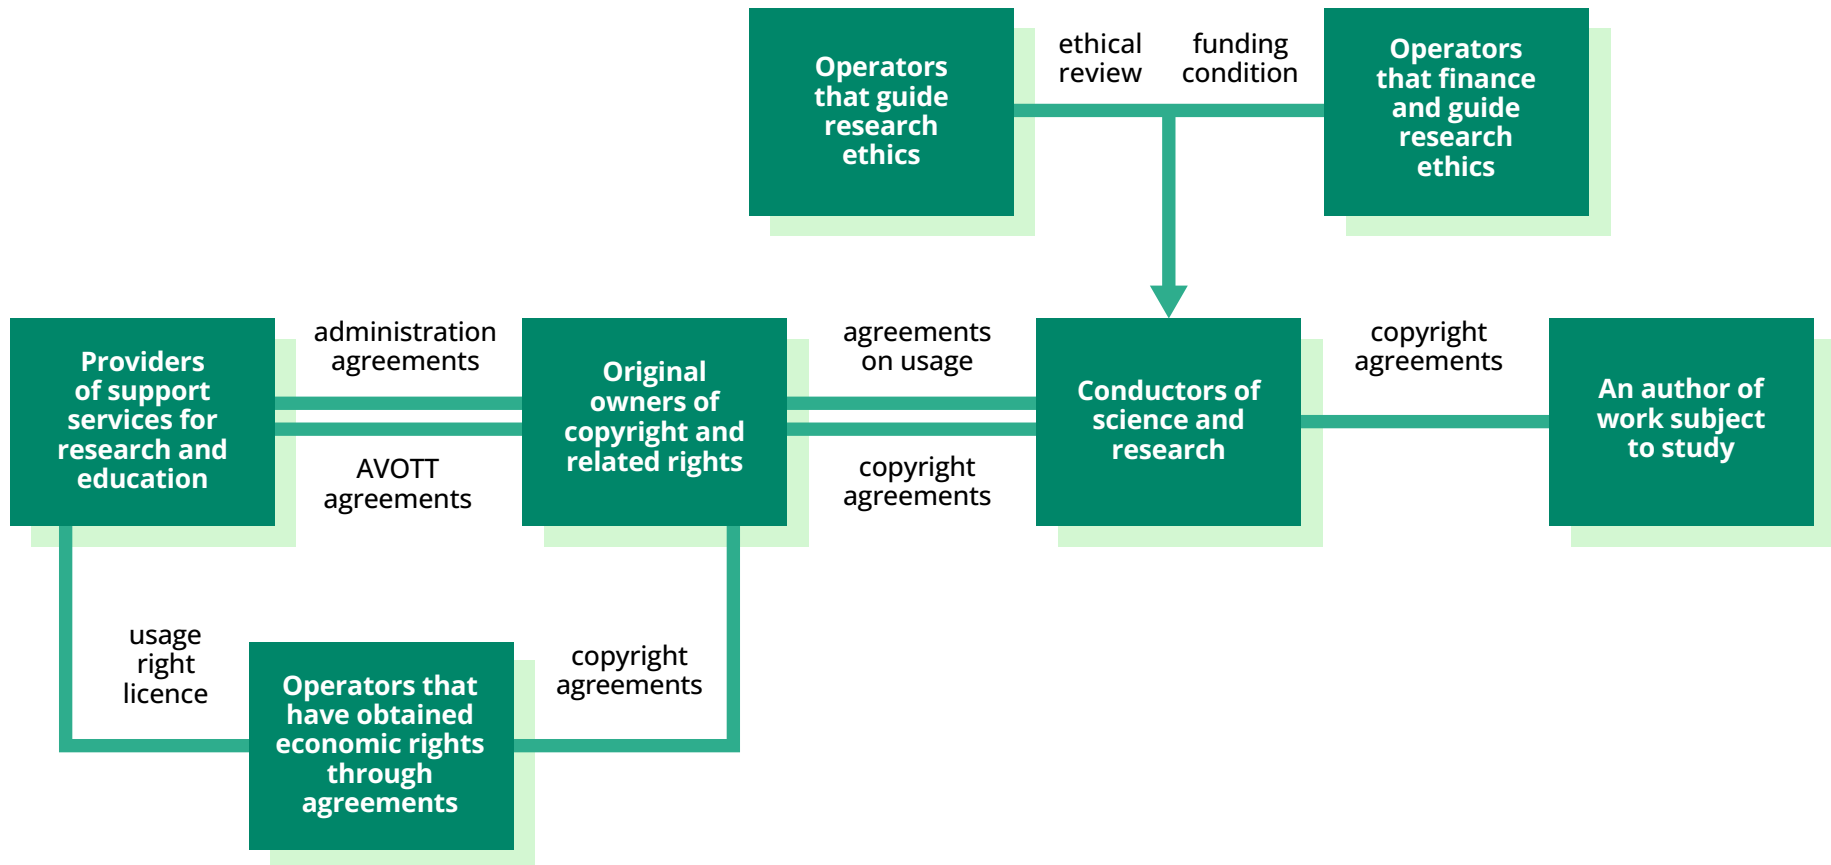 Operators
that guide
research
ethics
ethical
review
funding
condition
Operators
that finance
and guide
research
ethics
Providers
of support
services for
research and
education
administration
agreements
AVOTT
agreements
Original
owners of
copyright and
related rights
agreements
on usage
copyright
agreements
Conductors of
science and
research
copyright
agreements
An author of
work subject
to study
usage
right
licence
Operators that
have obtained
economic rights
through
agreements
copyright
agreements